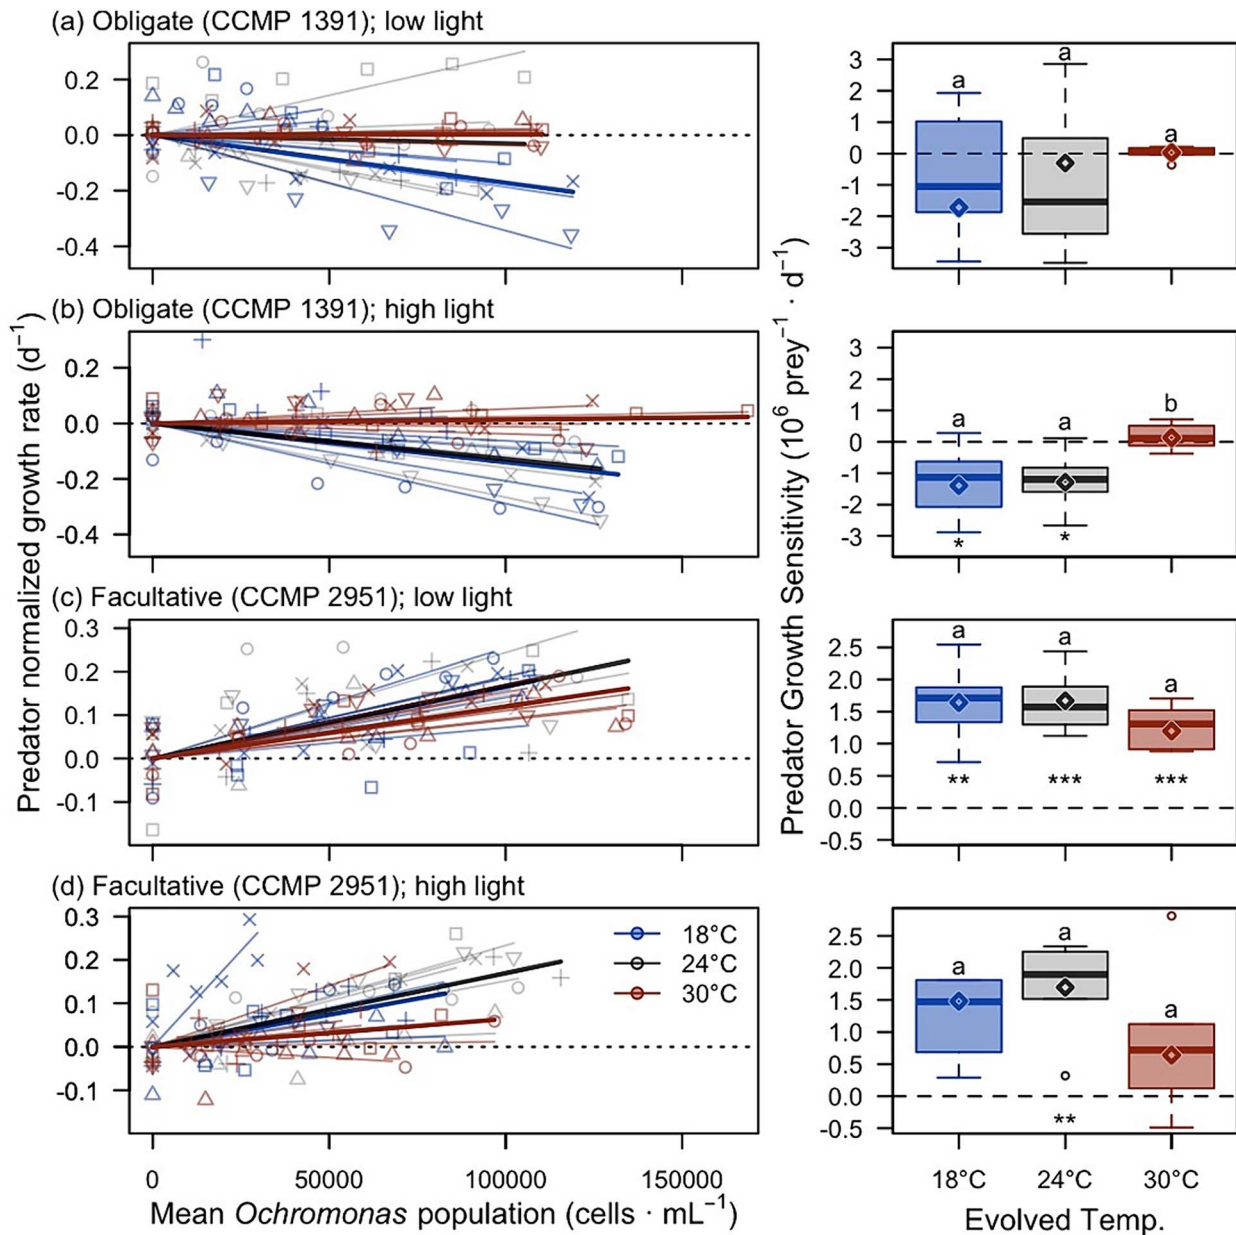 (a) Obligate (CCMP 1391); low light
0.2
0.0
-0.2
-0.4
3
2
1
0
-1
-2
-3
a
a
a
(b) Obligate (CCMP 1391); high light
0.2
0.0
-0.2
-0.4
3
2
1
0
-1
-2
-3
a
a
b
*
*
(c) Facultative (CCMP 2951); low light
0.3
0.2
0.1
0.0
-0.1
2.5
2.0
1.5
1.0
0.5
0.0
-0.5
a
a
a
**
***
***
(d) Facultative (CCMP 2951); high light
0.3
0.2
0.1
0.0
-0.1
18°C
24°C
30°C
2.5
2.0
1.5
1.0
0.5
0.0
-0.5
a
a
a
**
0
50000
100000
150000
18°C
24°C
30°C
Mean Ochromonas population (cells · mL⁻¹)
Evolved Temp.
Predator normalized growth rate (d⁻¹)
Predator Growth Sensitivity (10⁶ prey⁻¹ · d⁻¹)